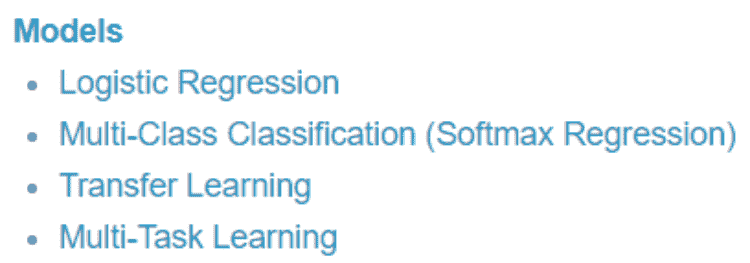 Models
• Logistic Regression
• Multi-Class Classification (Softmax Regression)
• Transfer Learning
• Multi-Task Learning